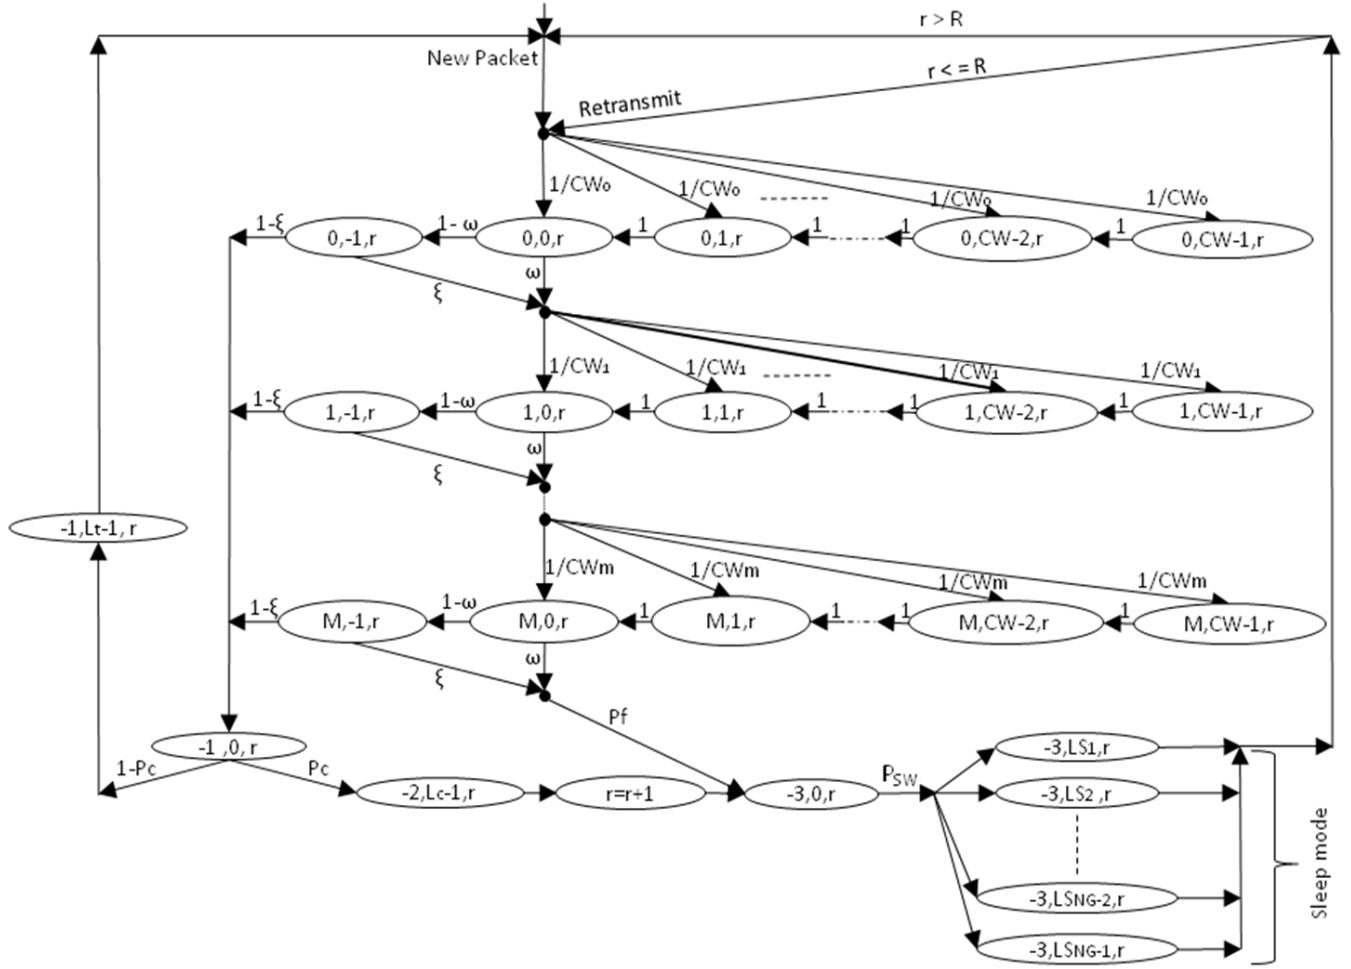 r > R
New Packet
r < = R
Retransmit
1/CW₀
1/CW₀
1/CW₀
1/CW₀
1-ξ
0,-1,r
1- ω
0,0,r
1
0,1,r
1
1
0,CW-2,r
1
0,CW-1,r
ω
ξ
1/CW₁
1/CW₁
1/CW₁
1/CW₁
1-ξ
1,-1,r
1-ω
1,0,r
1
1,1,r
1
1
1,CW-2,r
1
1,CW-1,r
ω
ξ
-1,Lt-1, r
1/CWm
1/CWm
1/CWm
1/CWm
1-ξ
M,-1,r
1-ω
M,0,r
1
M,1,r
1
1
M,CW-2,r
1
M,CW-1,r
ω
ξ
Pf
-1 ,0, r
1-Pc
Pc
-2,Lc-1,r
r=r+1
-3,0,r
PSW
-3,LS1,r
-3,LS2 ,r
-3,LSNG-2,r
-3,LSNG-1,r
Sleep mode